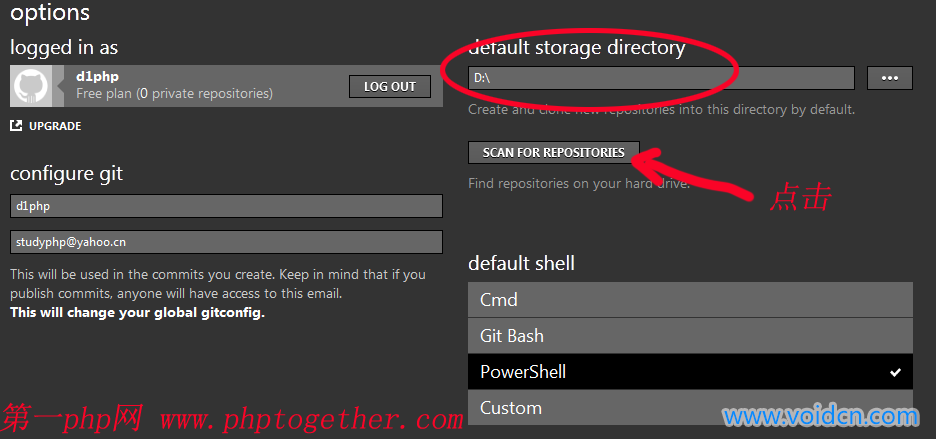 options
logged in as
d1php
Free plan (0 private repositories)
LOG OUT
UPGRADE
configure git
d1php
studyphp@yahoo.cn
This will be used in the commits you create. Keep in mind that if you
publish commits, anyone will have access to this email.
This will change your global gitconfig.
default storage directory
D:\
•••
Create and clone new repositories into this directory by default.
SCAN FOR REPOSITORIES
Find repositories on your hard drive.
点击
default shell
Cmd
Git Bash
PowerShell
Custom
第一php网 www.phptogether.com
www.voidcn.com